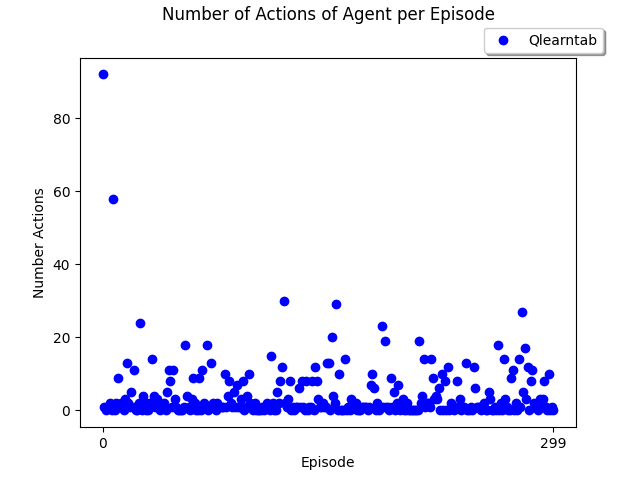 Number of Actions of Agent per Episode
Qlearntab
80
60
40
20
0
Number Actions
0 299
Episode